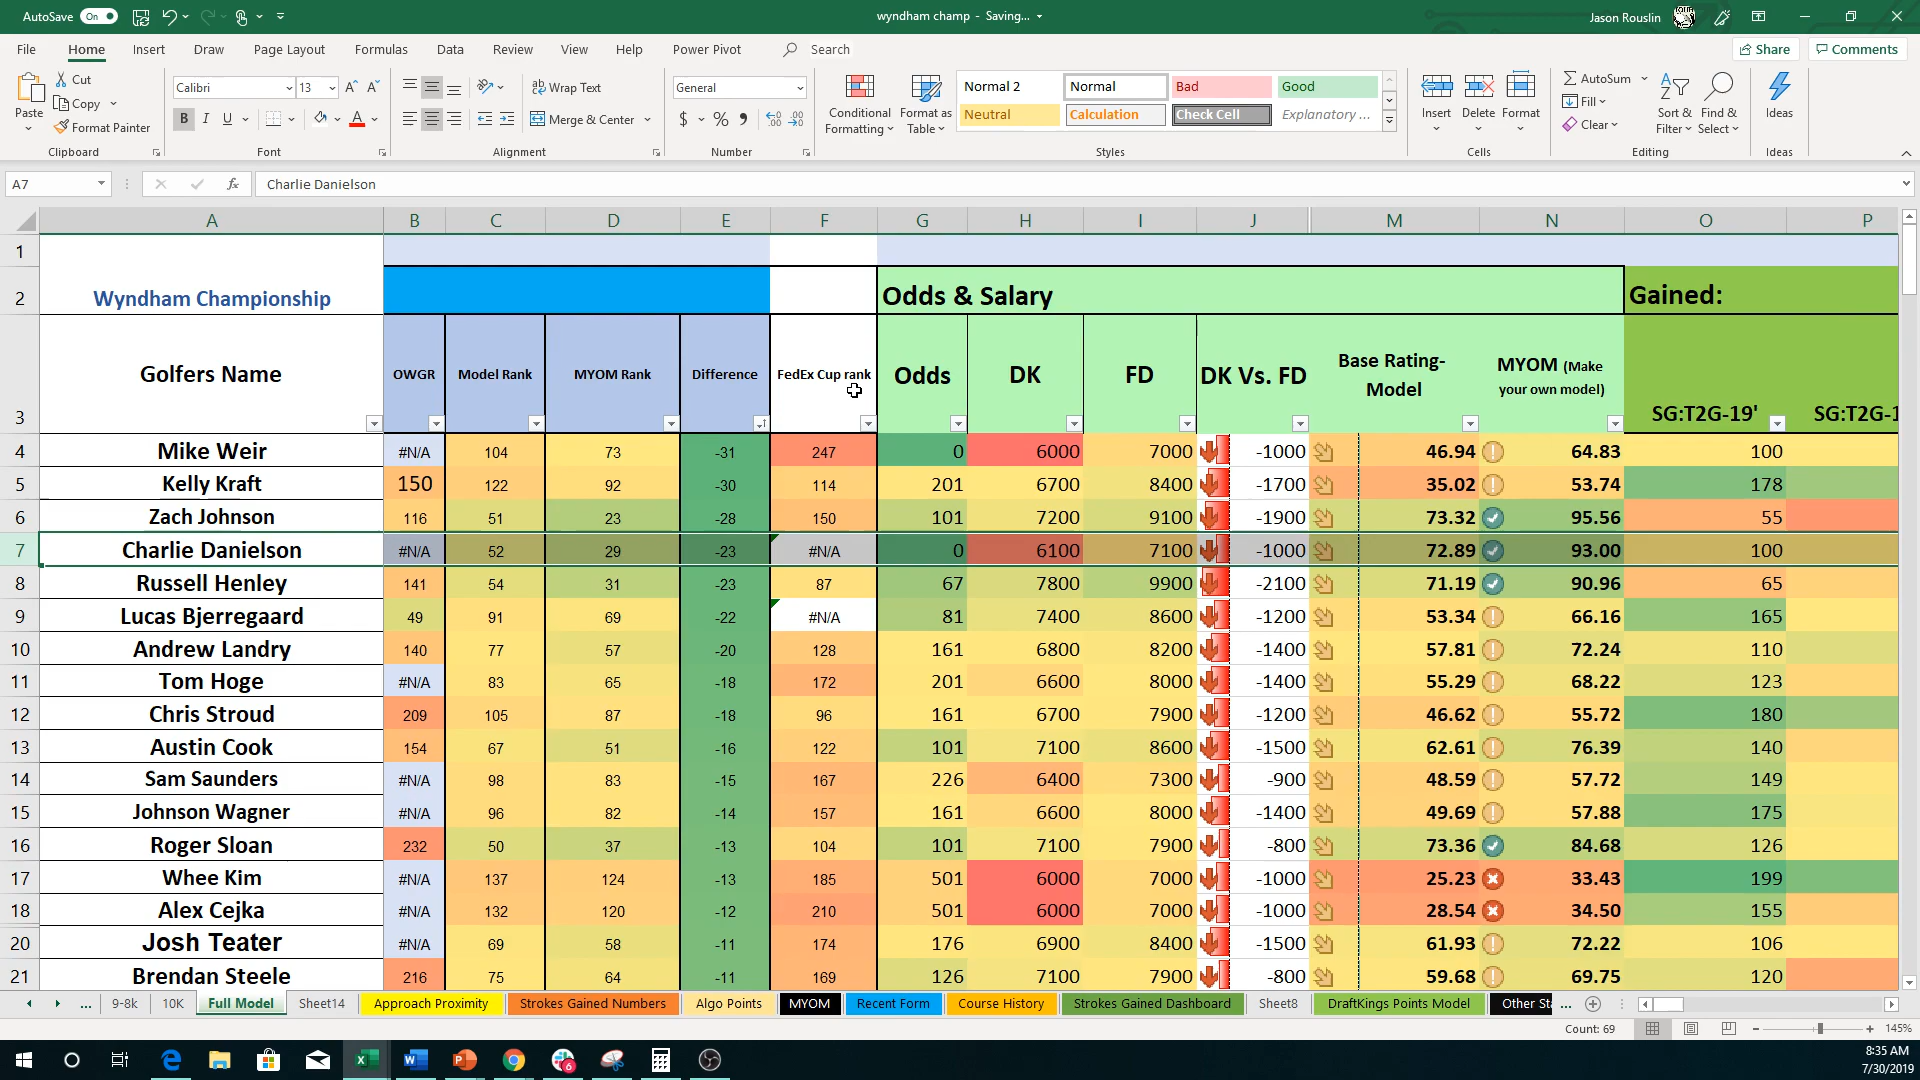 AutoSave On
wyndham champ - Saving...
Jason Rouslin
File Home Insert Draw Page Layout Formulas Data Review View Help Power Pivot Search
Share Comments
Paste
Cut
Copy
Format Painter
Clipboard
Calibri 13
B I U
Font
Wrap Text
Merge & Center
Alignment
General
$ % 9
Number
Conditional Formatting
Format as Table
Normal 2 Normal Bad Good
Neutral Calculation Check Cell Explanatory ...
Styles
Insert Delete Format
Cells
AutoSum
Fill
Clear
Sort & Filter
Find & Select
Editing
Ideas
Ideas
A7 fx Charlie Danielson
A B C D E F G H I J M N O P
1
2 Wyndham Championship Odds & Salary Gained:
3 Golfers Name OWGR Model Rank MYOM Rank Difference FedEx Cup rank Odds DK FD DK Vs. FD Base Rating-Model MYOM (Make your own model) SG:T2G-19' SG:T2G-1
4 Mike Weir #N/A 104 73 -31 247 0 6000 7000 -1000 46.94 64.83 100
5 Kelly Kraft 150 122 92 -30 114 201 6700 8400 -1700 35.02 53.74 178
6 Zach Johnson 116 51 23 -28 150 101 7200 9100 -1900 73.32 95.56 55
7 Charlie Danielson #N/A 52 29 -23 #N/A 0 6100 7100 -1000 72.89 93.00 100
8 Russell Henley 141 54 31 -23 87 67 7800 9900 -2100 71.19 90.96 65
9 Lucas Bjerregaard 49 91 69 -22 #N/A 81 7400 8600 -1200 53.34 66.16 165
10 Andrew Landry 140 77 57 -20 128 161 6800 8200 -1400 57.81 72.24 110
11 Tom Hoge #N/A 83 65 -18 172 201 6600 8000 -1400 55.29 68.22 123
12 Chris Stroud 209 105 87 -18 96 161 6700 7900 -1200 46.62 55.72 180
13 Austin Cook 154 67 51 -16 122 101 7100 8600 -1500 62.61 76.39 140
14 Sam Saunders #N/A 98 83 -15 167 226 6400 7300 -900 48.59 57.72 149
15 Johnson Wagner #N/A 96 82 -14 157 161 6600 8000 -1400 49.69 57.88 175
16 Roger Sloan 232 50 37 -13 104 101 7100 7900 -800 73.36 84.68 126
17 Whee Kim #N/A 137 124 -13 185 501 6000 7000 -1000 25.23 33.43 199
18 Alex Cejka #N/A 132 120 -12 210 501 6000 7000 -1000 28.54 34.50 155
20 Josh Teater #N/A 69 58 -11 174 176 6900 8400 -1500 61.93 72.22 106
21 Brendan Steele 216 75 64 -11 169 126 7100 7900 -800 59.68 69.75 120
... 9-8k 10K Full Model Sheet14 Approach Proximity Strokes Gained Numbers Algo Points MYOM Recent Form Course History Strokes Gained Dashboard Sheet8 DraftKings Points Model Other Sta ...
Count: 69 145%
8:35 AM
7/30/2019